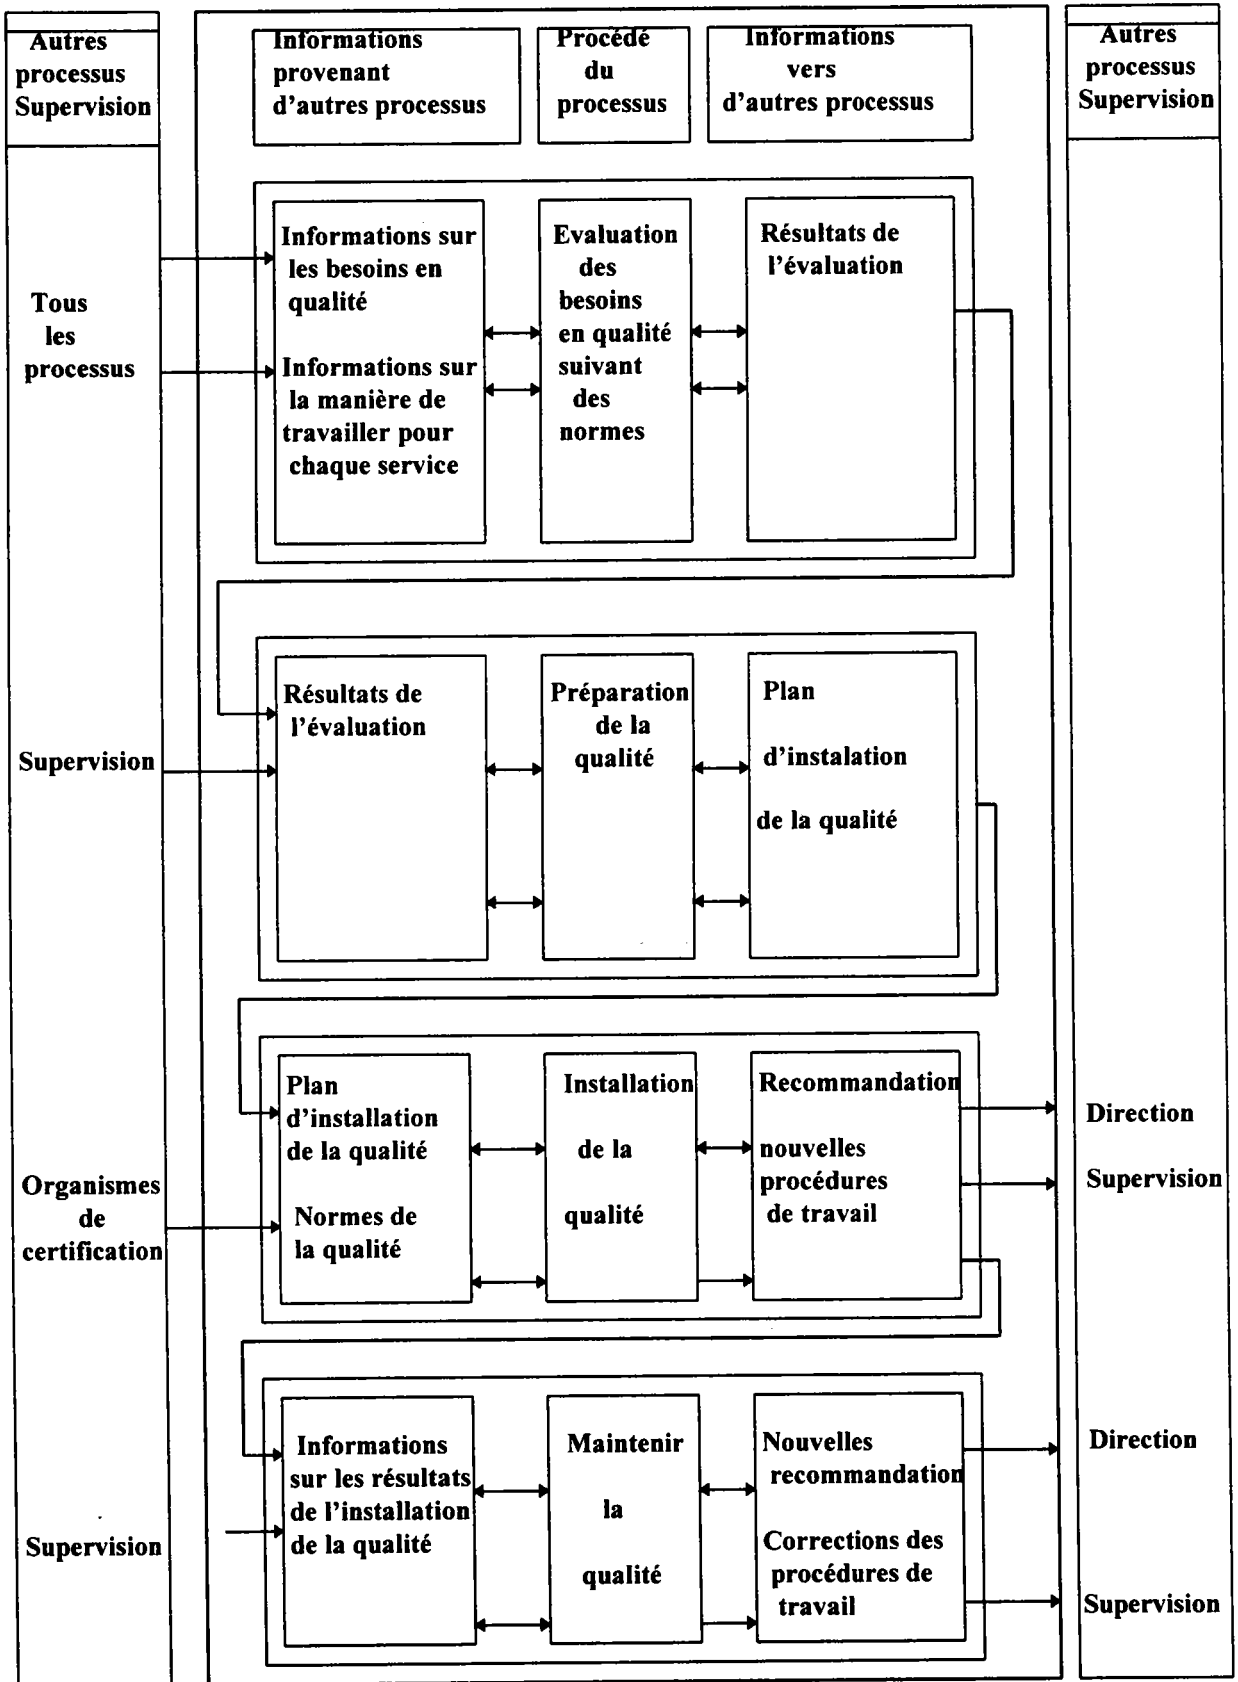 Autres
processus
Supervision
Informations
provenant
d'autres processus
Procédé
du
processus
Informations
vers
d'autres processus
Autres
processus
Supervision
Tous
les
processus
Informations sur
les besoins en
qualité
Informations sur
la manière de
travailler pour
chaque service
Evaluation
des
besoins
en qualité
suivant
des
normes
Résultats de
l'évaluation
Supervision
Résultats de
l'évaluation
Préparation
de la
qualité
Plan
d'instalation
de la qualité
Organismes
de
certification
Plan
d'installation
de la qualité
Normes de
la qualité
Installation
de la
qualité
Recommandation
nouvelles
procédures
de travail
Direction
Supervision
Supervision
Informations
sur les résultats
de l'installation
de la qualité
Maintenir
la
qualité
Nouvelles
recommandation
Corrections des
procédures de
travail
Direction
Supervision